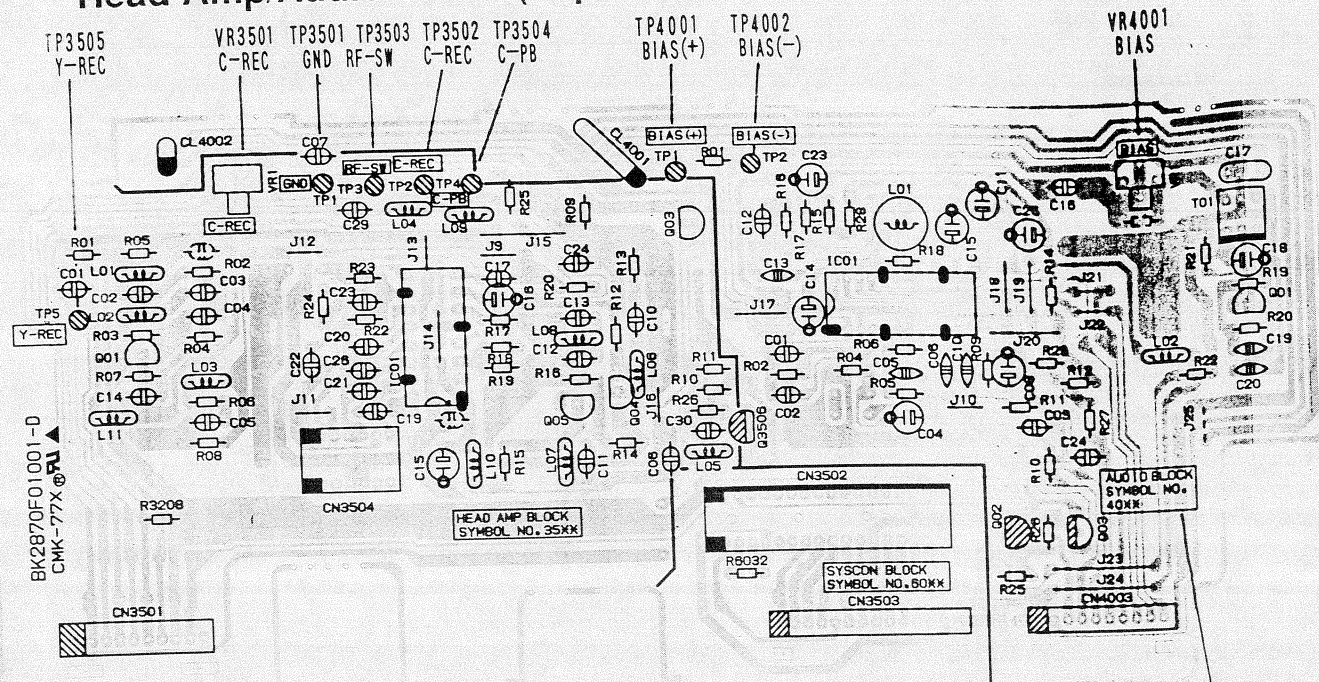 Head Amp/Audio
TP3505
Y-REC
VR3501
C-REC
TP3501
GND
TP3503
RF-SW
TP3502
C-REC
TP3504
C-PB
TP4001
BIAS(+)
TP4002
BIAS(-)
VR4001
BIAS
CL4002
C07
VR1
GND
TP1
RF-SW
TP3
C-REC
TP2
TP4
C-PB
C-REC
C29
L04
L09
R25
R09
CL4001
BIAS(+)
TP1
R01
BIAS(-)
TP2
C23
R16
C12
R17
R15
R28
L01
R18
C15
C11
C26
C16
BIAS
C17
T01
C18
R21
R19
Q01
R20
C19
C20
R01
R05
C01
L01
R02
C03
C02
L02
C04
TP5
Y-REC
R03
R04
Q01
R07
L03
C14
R06
C05
L11
R08
J12
R23
R24
C23
R22
C20
C22
C26
C21
J11
C19
J13
J14
IC01
J9
J15
C17
C18
R17
R18
R19
C24
R20
R13
C13
R12
C10
L08
C12
R16
L06
Q05
Q04
J16
Q03
R11
R10
R26
C30
Q3506
L05
C06
C15
L10
R15
L07
C11
R14
C13
J17
C14
IC01
C01
R02
C02
R06
R04
C05
R05
C04
C06
C10
R09
J10
J18
J19
R14
J21
J22
J20
C08
R11
C09
R27
C24
R10
L02
R22
J25
BK2870F01001-D
CMK-77X
R3208
CN3504
CN3501
HEAD AMP BLOCK
SYMBOL NO.35XX
CN3502
R6032
SYSCON BLOCK
SYMBOL NO.60XX
CN3503
AUDIO BLOCK
SYMBOL NO.
40XX
Q02
R26
Q03
R25
J23
J24
CN4003